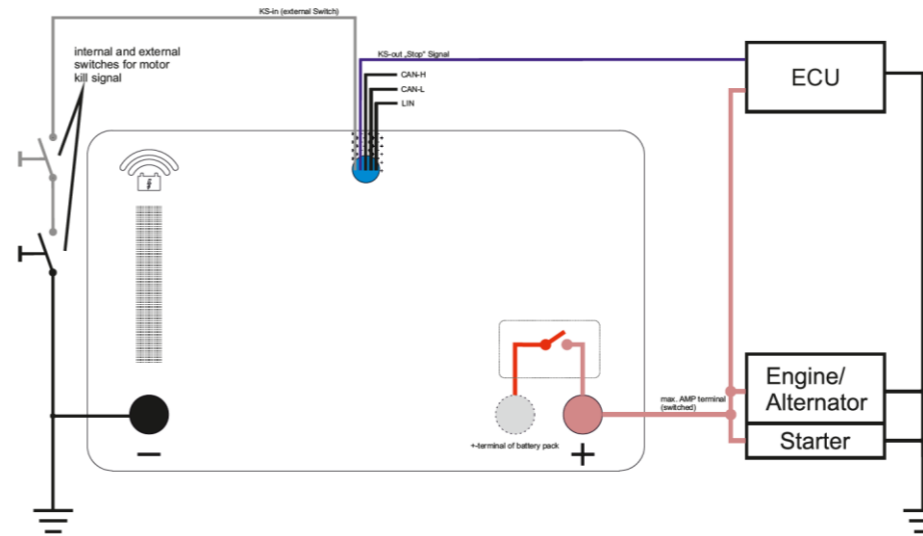 KS-in (external Switch)
internal and external
switches for motor
kill signal
KS-out „Stop" Signal
CAN-H
CAN-L
LIN
ECU
Engine/
Alternator
Starter
max. AMP terminal
(switched)
+-terminal of battery pack
−
+